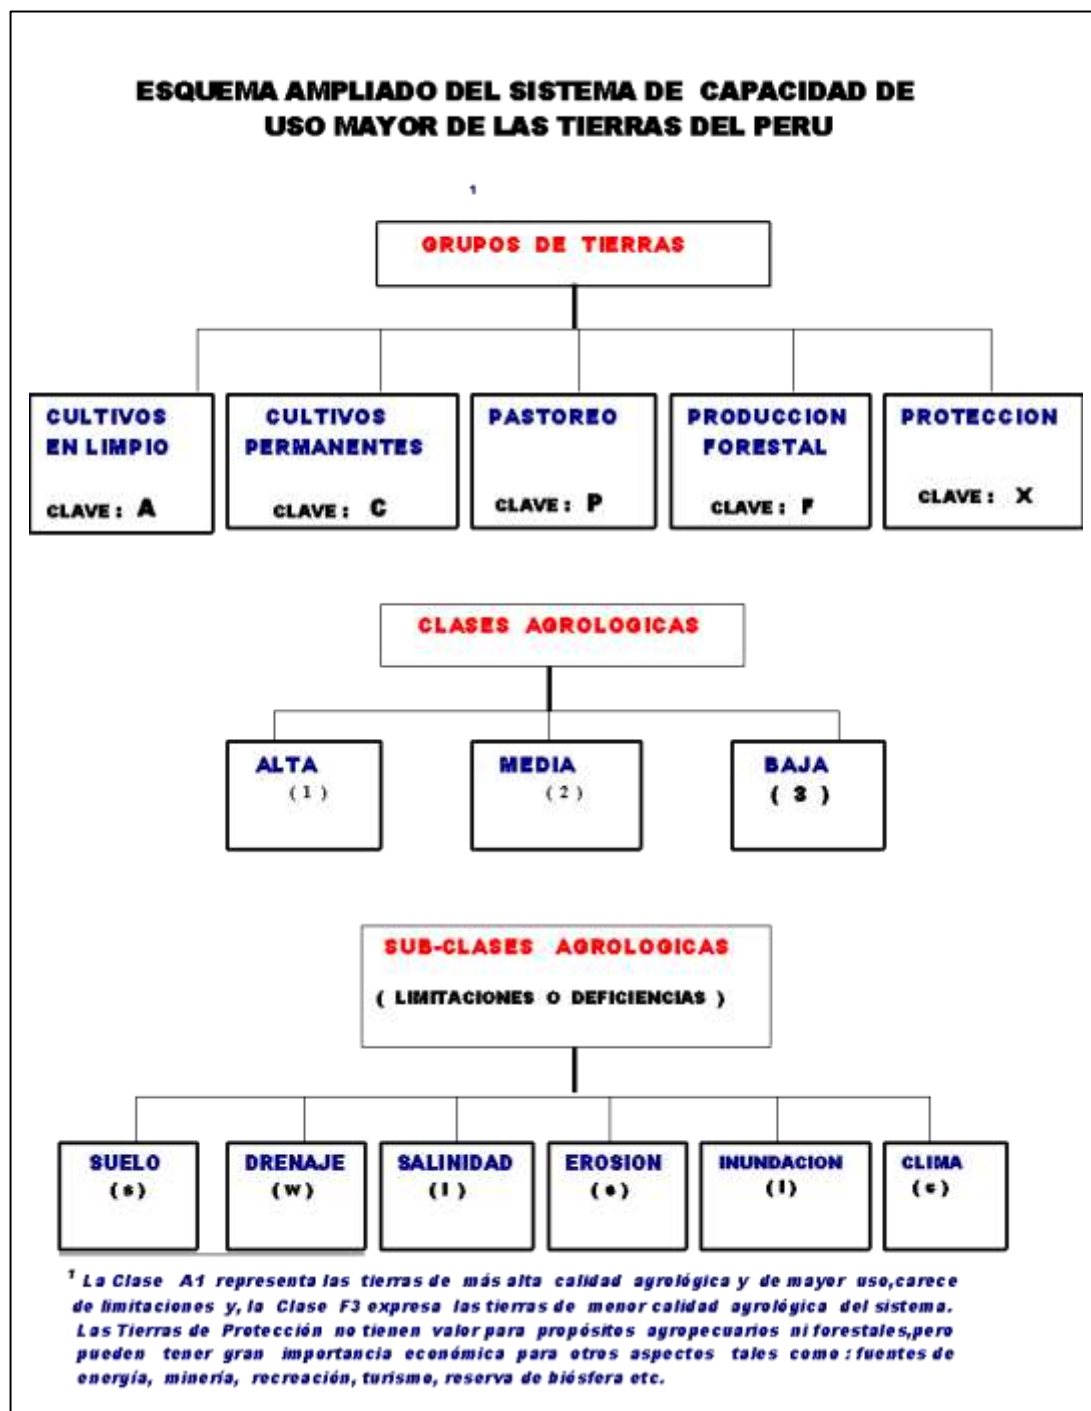 ESQUEMA AMPLIADO DEL SISTEMA DE CAPACIDAD DE
USO MAYOR DE LAS TIERRAS DEL PERU
1
GRUPOS DE TIERRAS
CULTIVOS
EN LIMPIO
CLAVE : A
CULTIVOS
PERMANENTES
CLAVE : C
PASTOREO
CLAVE : P
PRODUCCION
FORESTAL
CLAVE : F
PROTECCION
CLAVE : X
CLASES AGROLOGICAS
ALTA
( 1 )
MEDIA
( 2 )
BAJA
( 3 )
SUB-CLASES AGROLOGICAS
( LIMITACIONES O DEFICIENCIAS )
SUELO
( s )
DRENAJE
( w )
SALINIDAD
( l )
EROSION
( e )
INUNDACION
( I )
CLIMA
( c )
1 La Clase A1 representa las tierras de más alta calidad agrológica y de mayor uso,carece
de limitaciones y, la Clase F3 expresa las tierras de menor calidad agrológica del sistema.
Las Tierras de Protección no tienen valor para propósitos agropecuarios ni forestales,pero
pueden tener gran importancia económica para otros aspectos tales como : fuentes de
energía, minería, recreación, turismo, reserva de biósfera etc.